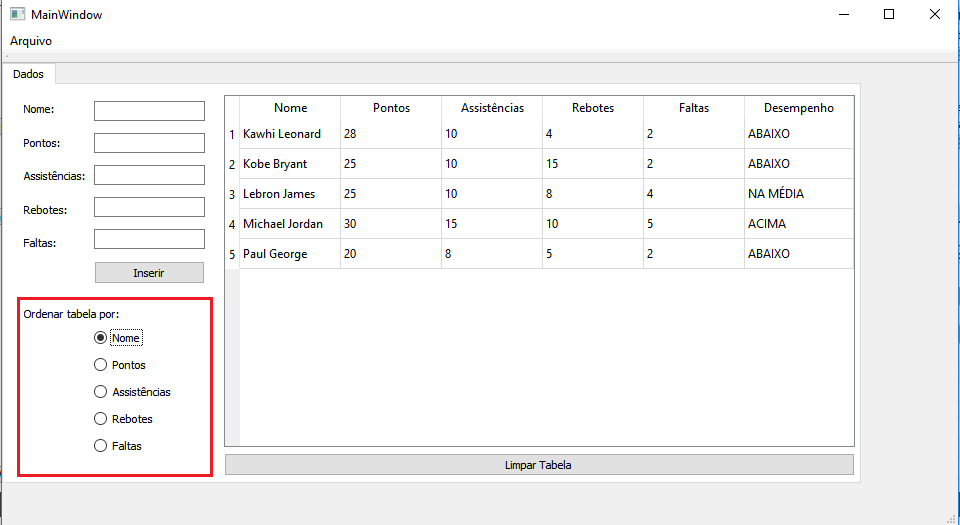 MainWindow
Arquivo
Dados
Nome:
Pontos:
Assistências:
Rebotes:
Faltas:
Inserir
Ordenar tabela por:
Nome
Pontos
Assistências
Rebotes
Faltas
Nome Pontos Assistências Rebotes Faltas Desempenho
1 Kawhi Leonard 28 10 4 2 ABAIXO
2 Kobe Bryant 25 10 15 2 ABAIXO
3 Lebron James 25 10 8 4 NA MÉDIA
4 Michael Jordan 30 15 10 5 ACIMA
5 Paul George 20 8 5 2 ABAIXO
Limpar Tabela